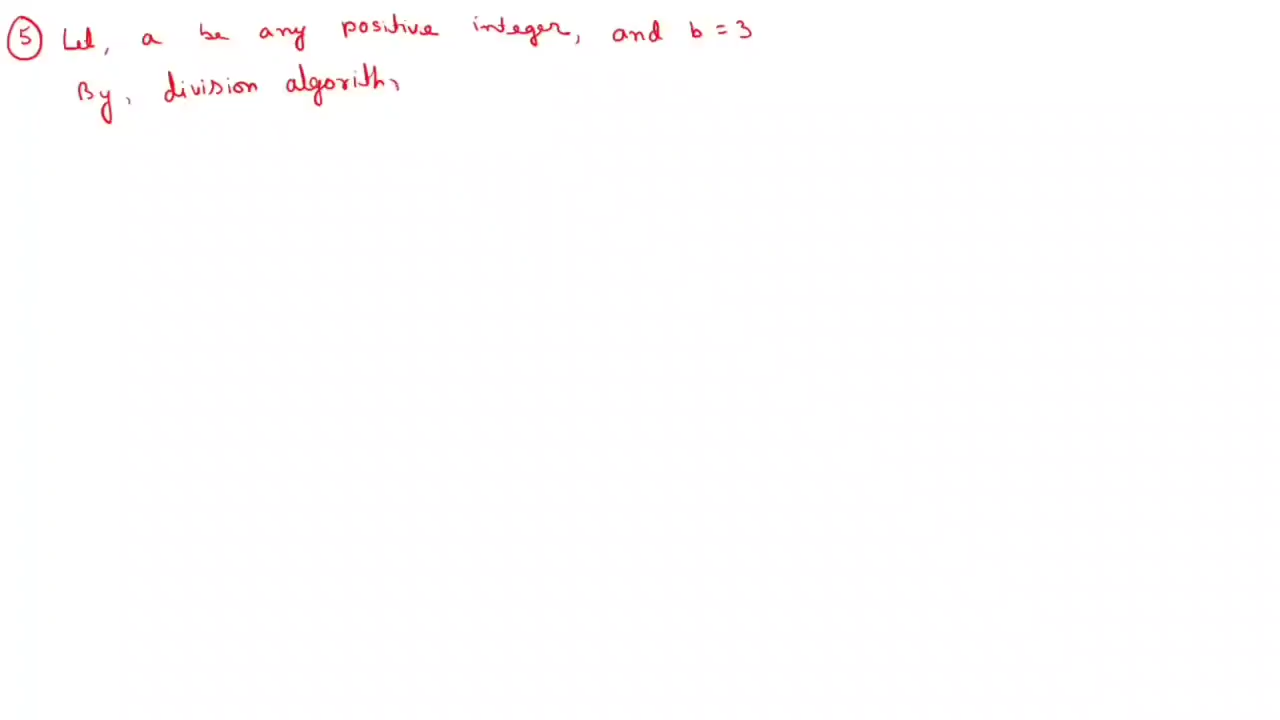 5 Let, a be any positive integer, and b = 3
By, division algorith